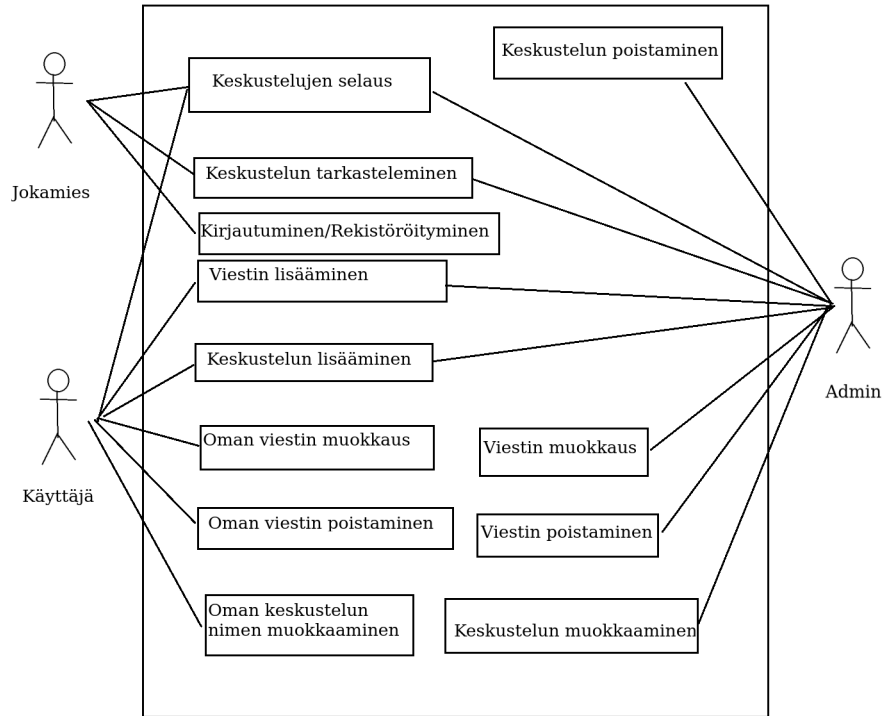 Keskustelun poistaminen
Keskustelujen selaus
Keskustelun tarkasteleminen
Jokamies
Kirjautuminen/Rekistöröityminen
Viestin lisääminen
Keskustelun lisääminen
Admin
Oman viestin muokkaus
Viestin muokkaus
Käyttäjä
Oman viestin poistaminen
Viestin poistaminen
Oman keskustelun
nimen muokkaaminen
Keskustelun muokkaaminen